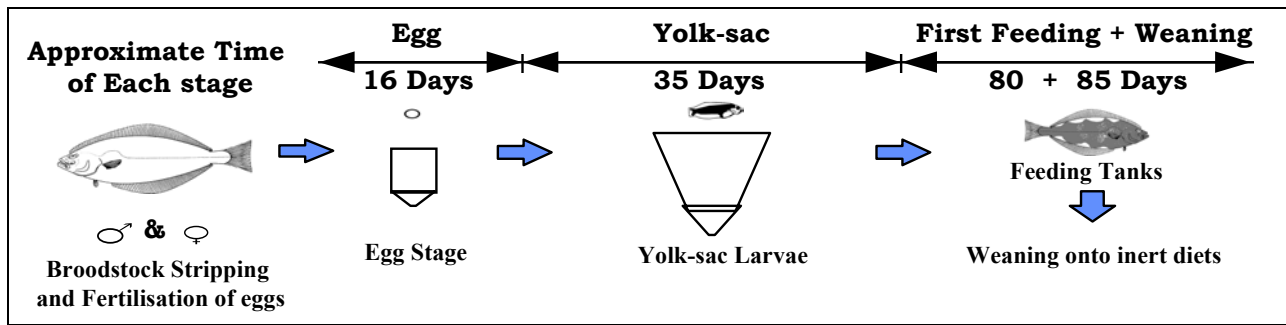 Approximate Time
of Each stage
♂ & ♀
Broodstock Stripping
and Fertilisation of eggs
Egg
16 Days
Egg Stage
Yolk-sac
35 Days
Yolk-sac Larvae
First Feeding + Weaning
80 + 85 Days
Feeding Tanks
Weaning onto inert diets